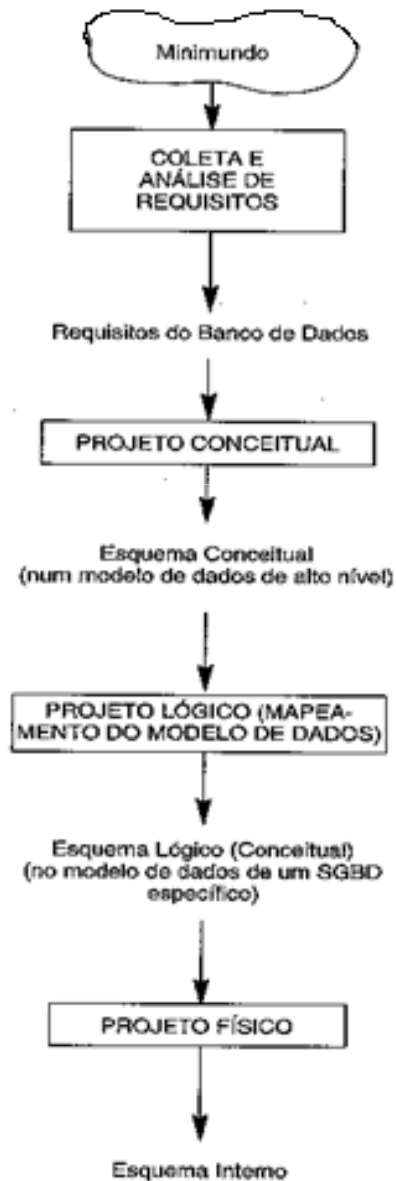 Minimundo
COLETA E
ANÁLISE DE
REQUISITOS
Requisitos do Banco de Dados
PROJETO CONCEITUAL
Esquema Conceitual
(num modelo de dados de alto nível)
PROJETO LÓGICO (MAPEA-
MENTO DO MODELO DE DADOS)
Esquema Lógico (Conceitual)
(no modelo de dados de um SGBD
específico)
PROJETO FÍSICO
Esquema Interno